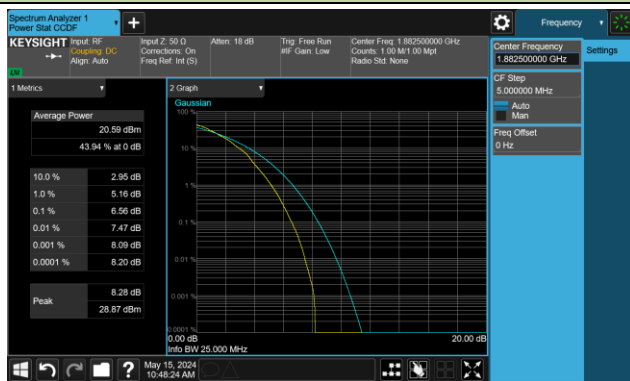 Spectrum Analyzer 1
Power Stat CCDF
Frequency
KEYSIGHT
Input: RF
Coupling: DC
Align: Auto
Input Z: 50 Ω
Corrections: On
Freq Ref: Int (S)
Atten: 18 dB
Trig: Free Run
#IF Gain: Low
Center Freq: 1.882500000 GHz
Counts: 1.00 M/1.00 Mpt
Radio Std: None
Center Frequency
1.882500000 GHz
Settings
CF Step
5.000000 MHz
Auto
Man
Freq Offset
0 Hz
1 Metrics
Average Power
20.59 dBm
43.94 % at 0 dB
10.0 % 2.95 dB
1.0 % 5.16 dB
0.1 % 6.56 dB
0.01 % 7.47 dB
0.001 % 8.09 dB
0.0001 % 8.20 dB
Peak
8.28 dB
28.87 dBm
2 Graph
Gaussian
100 %
10 %
1 %
0.1 %
0.01 %
0.001 %
0.0001 %
0.00 dB 20.00 dB
Info BW 25.000 MHz
?
May 15, 2024
10:48:24 AM